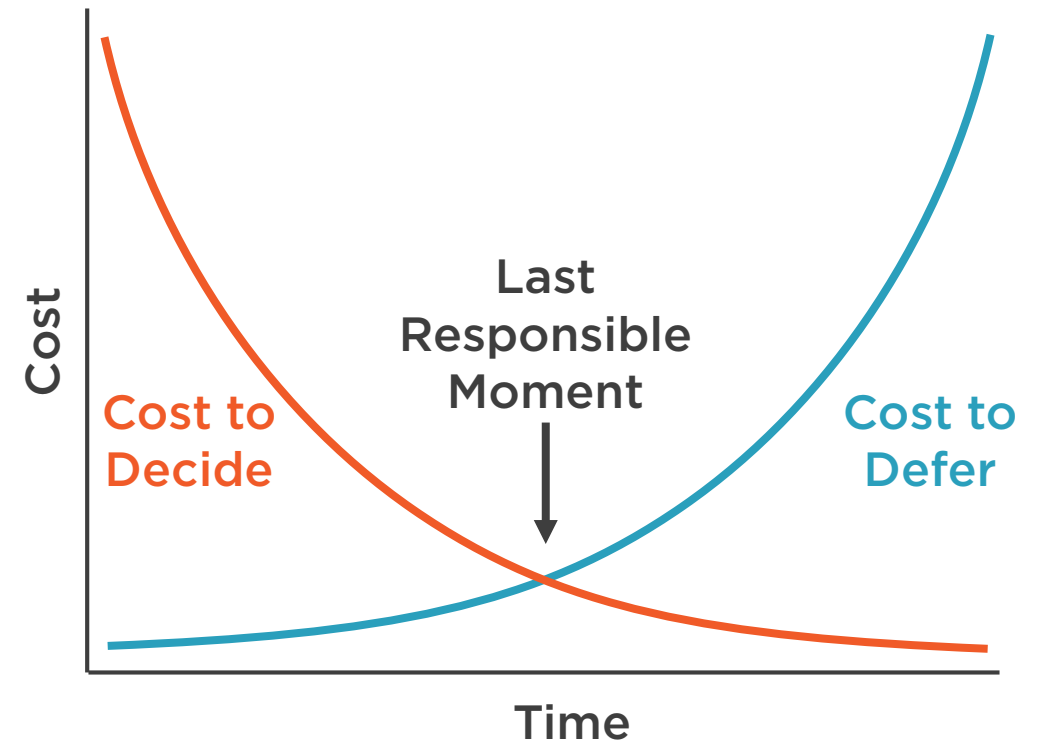 Last
Responsible
Moment
Cost
Cost to
Decide
Cost to
Defer
Time